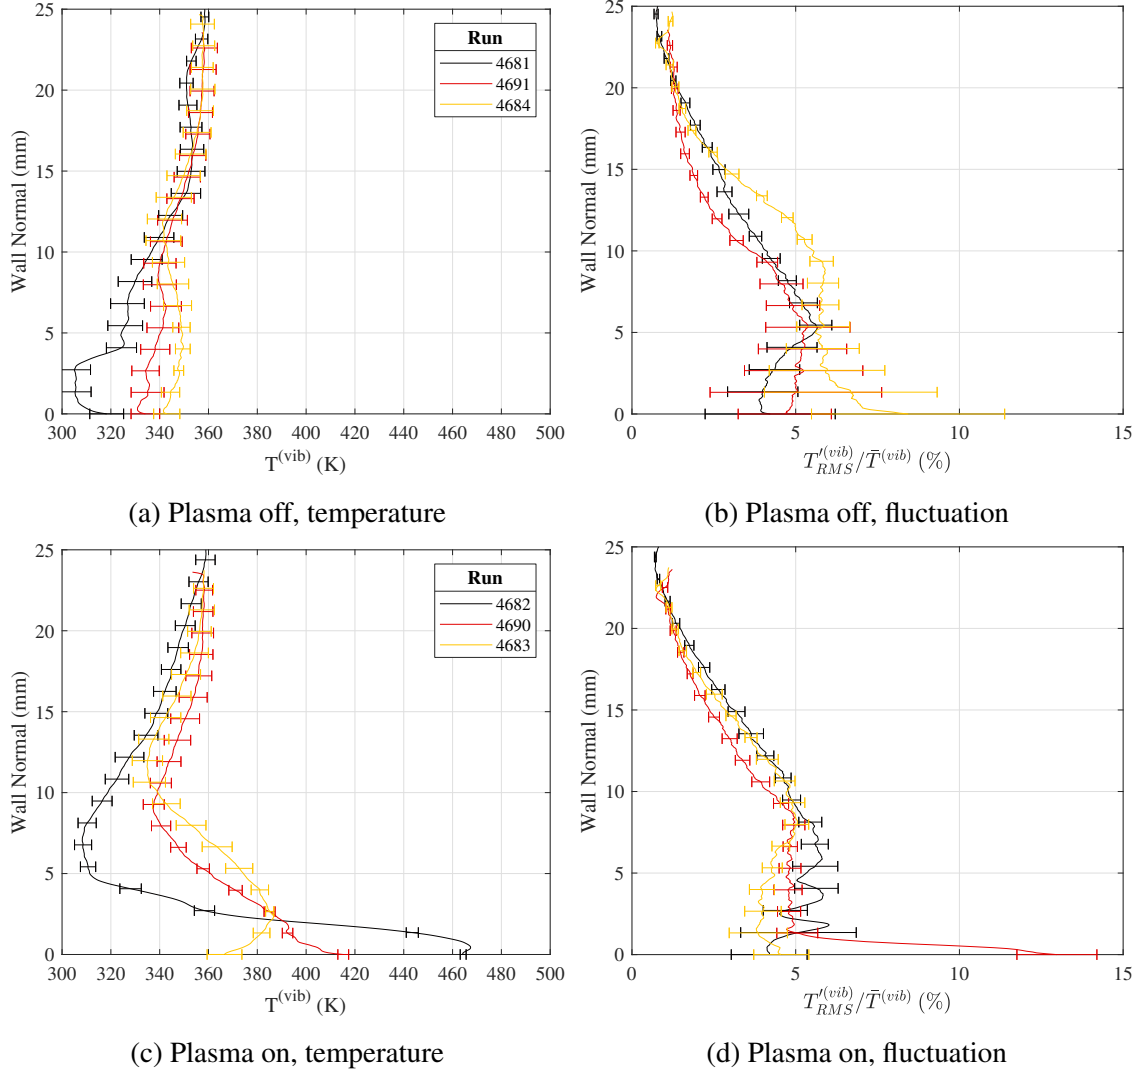 25
20
15
10
5
0
Wall Normal (mm)
300 320 340 360 380 400 420 440 460 480 500
T(vib) (K)
Run
4681
4691
4684
(a) Plasma off, temperature
25
20
15
10
5
0
Wall Normal (mm)
0 5 10 15
T′(vib)RMS/T̄(vib) (%)
(b) Plasma off, fluctuation
25
20
15
10
5
0
Wall Normal (mm)
300 320 340 360 380 400 420 440 460 480 500
T(vib) (K)
Run
4682
4690
4683
(c) Plasma on, temperature
25
20
15
10
5
0
Wall Normal (mm)
0 5 10 15
T′(vib)RMS/T̄(vib) (%)
(d) Plasma on, fluctuation